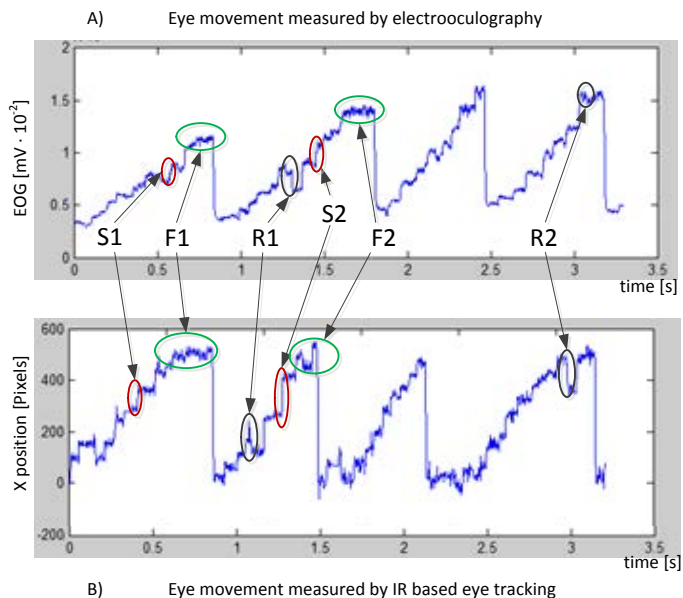 A) Eye movement measured by electrooculography
2
1.5
1
0.5
0
EOG [mV · 10⁻²]
0 0.5 1 1.5 2 2.5 3 3.5
time [s]
S1 F1 R1 S2 F2 R2
600
400
200
0
-200
X position [Pixels]
0 0.5 1 1.5 2 2.5 3 3.5
time [s]
B) Eye movement measured by IR based eye tracking